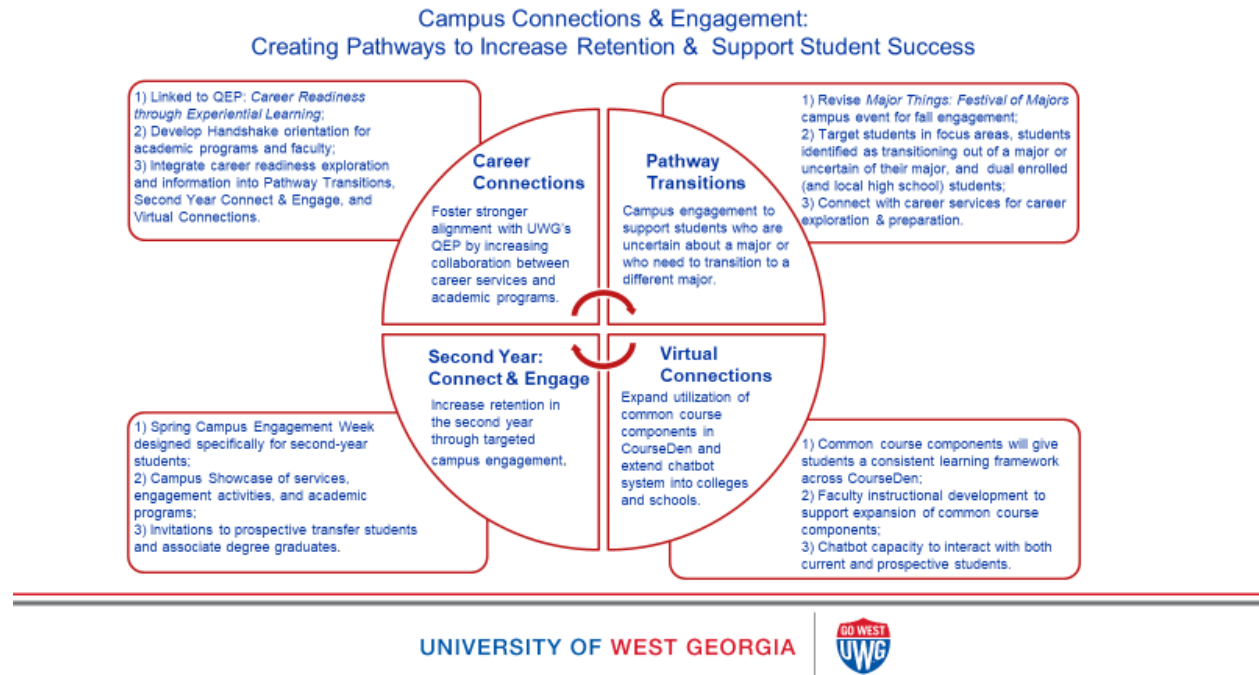 Campus Connections & Engagement:
Creating Pathways to Increase Retention & Support Student Success
1) Linked to QEP: Career Readiness
through Experiential Learning;
2) Develop Handshake orientation for
academic programs and faculty;
3) Integrate career readiness exploration
and information into Pathway Transitions,
Second Year Connect & Engage, and
Virtual Connections.
Career
Connections
Foster stronger
alignment with UWG's
QEP by increasing
collaboration between
career services and
academic programs.
Pathway
Transitions
Campus engagement to
support students who are
uncertain about a major or
who need to transition to a
different major.
1) Revise Major Things: Festival of Majors
campus event for fall engagement;
2) Target students in focus areas, students
identified as transitioning out of a major or
uncertain of their major, and dual enrolled
(and local high school) students;
3) Connect with career services for career
exploration & preparation.
Second Year:
Connect & Engage
Increase retention in
the second year
through targeted
campus engagement.
1) Spring Campus Engagement Week
designed specifically for second-year
students;
2) Campus Showcase of services,
engagement activities, and academic
programs;
3) Invitations to prospective transfer students
and associate degree graduates.
Virtual
Connections
Expand utilization of
common course
components in
CourseDen and
extend chatbot
system into colleges
and schools.
1) Common course components will give
students a consistent learning framework
across CourseDen;
2) Faculty instructional development to
support expansion of common course
components;
3) Chatbot capacity to interact with both
current and prospective students.
UNIVERSITY OF WEST GEORGIA
GO WEST
UWG